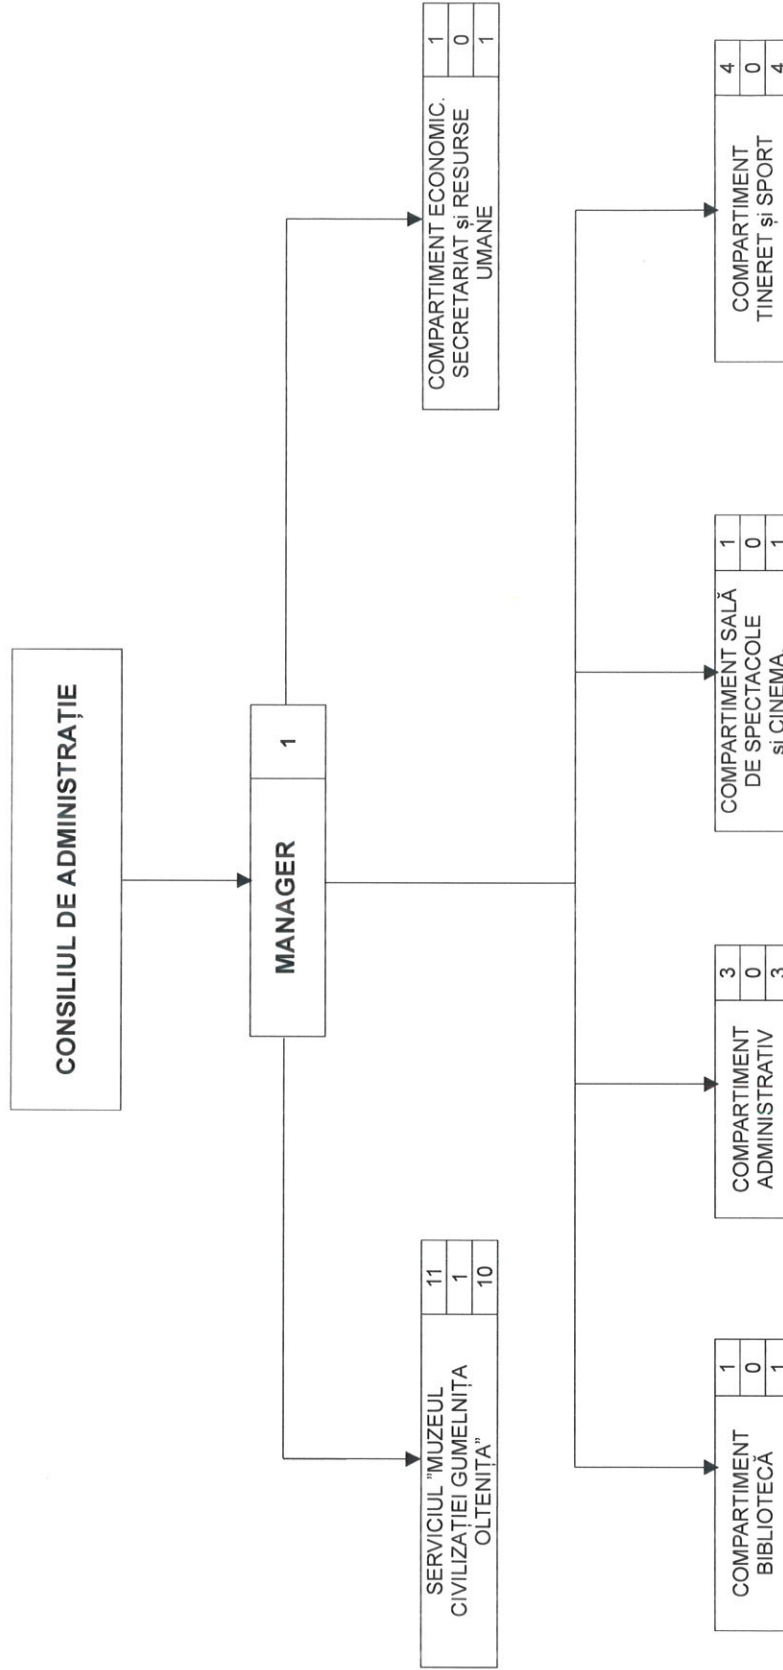 CONSILIUL DE ADMINISTRAȚIE
MANAGER
1
SERVICIUL "MUZEUL
CIVILIZAȚIEI GUMELNIȚA
OLTENIȚA"
11
1
10
COMPARTIMENT ECONOMIC.
SECRETARIAT și RESURSE
UMANE
1
0
1
COMPARTIMENT
BIBLIOTECĂ
1
0
1
COMPARTIMENT
ADMINISTRATIV
3
0
3
COMPARTIMENT SALĂ
DE SPECTACOLE
și CINEMA.
1
0
1
COMPARTIMENT
TINERET și SPORT
4
0
4